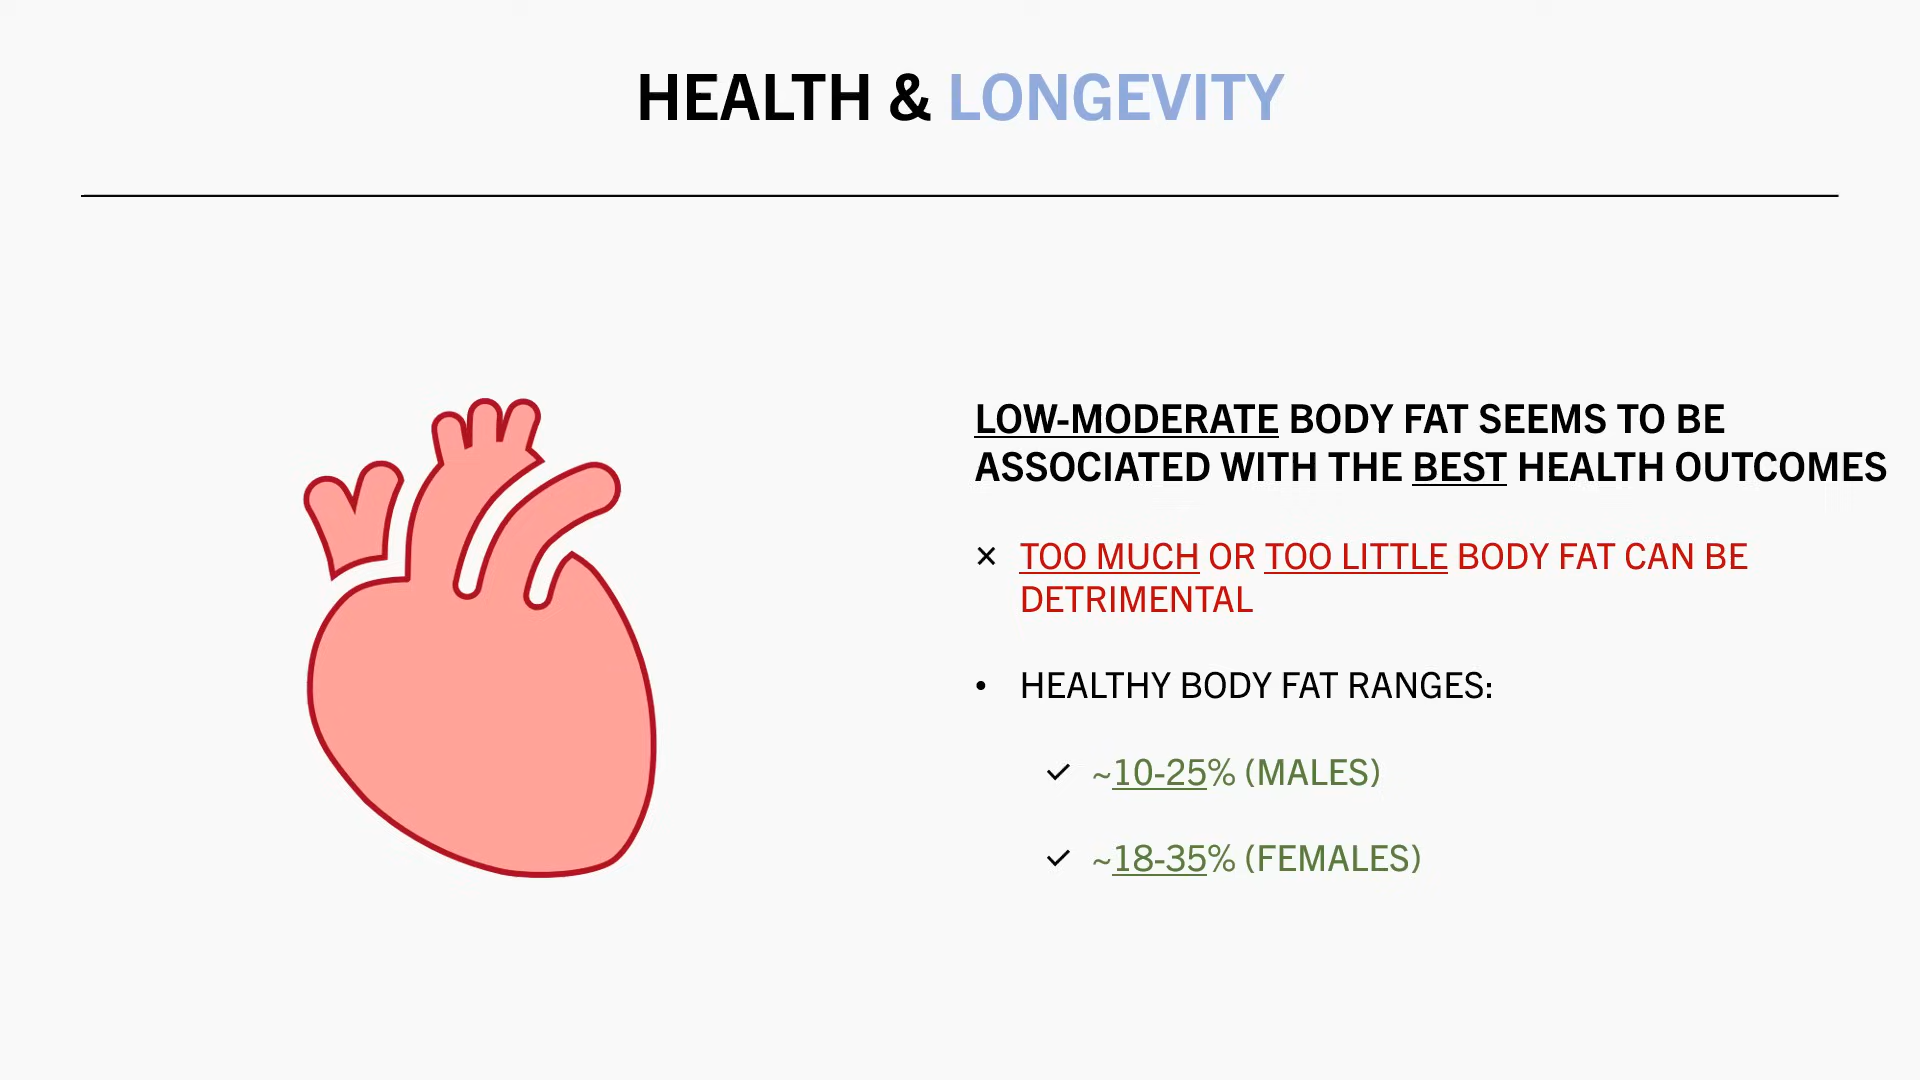 HEALTH & LONGEVITY
LOW-MODERATE BODY FAT SEEMS TO BE
ASSOCIATED WITH THE BEST HEALTH OUTCOMES
× TOO MUCH OR TOO LITTLE BODY FAT CAN BE
DETRIMENTAL
• HEALTHY BODY FAT RANGES:
✓ ~10-25% (MALES)
✓ ~18-35% (FEMALES)